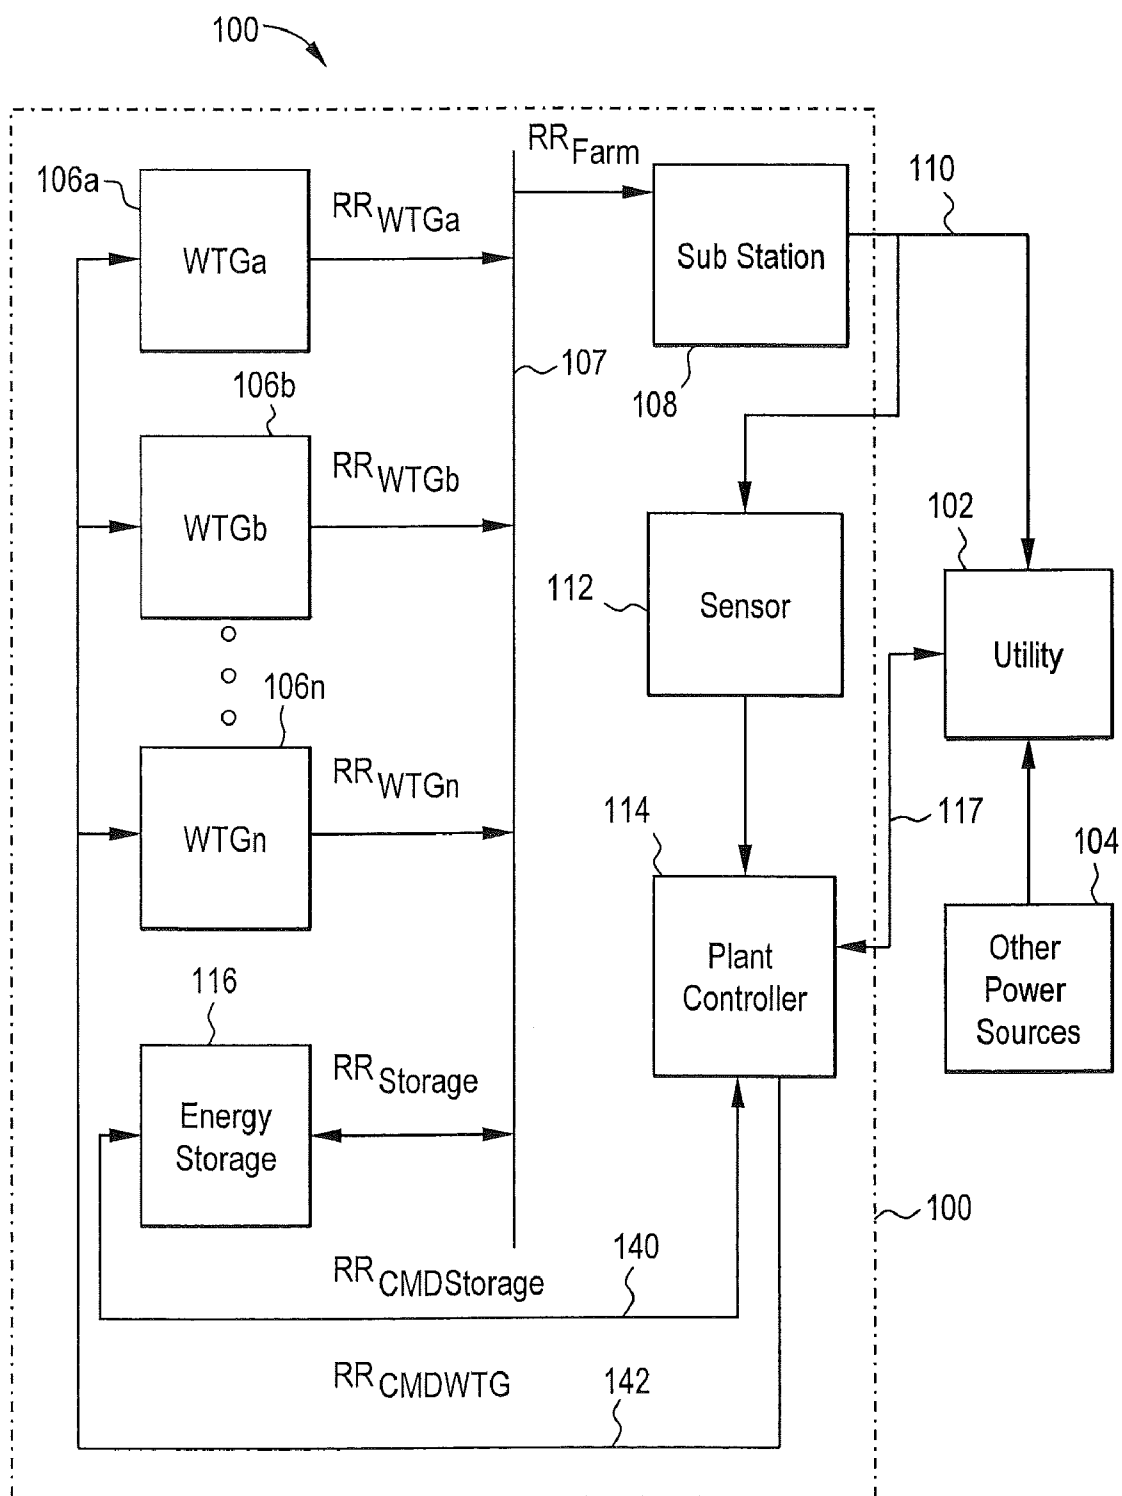 100
RR Farm
106a
RR WTGa
110
WTGa
Sub Station
107
106b
108
RR WTGb
WTGb
102
112
Sensor
Utility
106n
RR WTGn
114
117
WTGn
104
Plant
Controller
Other
Power
Sources
116
RR Storage
Energy
Storage
100
140
RR CMDStorage
RR CMDWTG
142